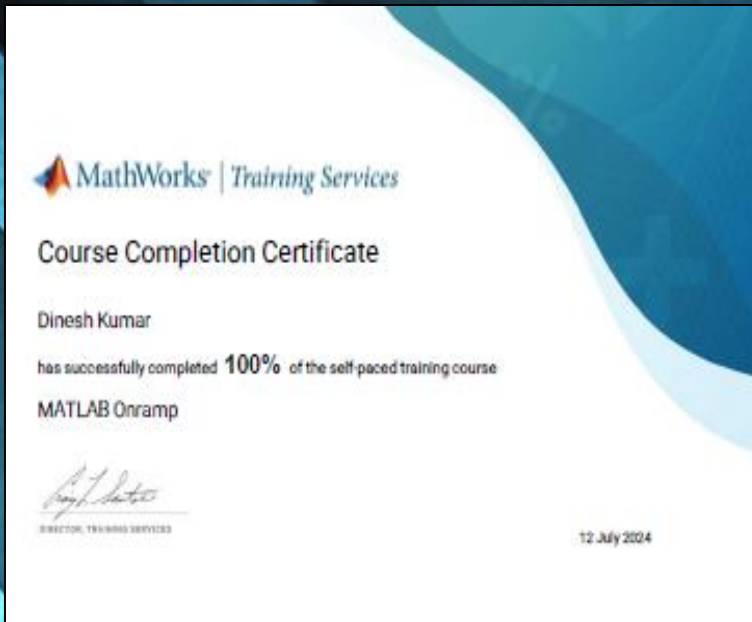 MathWorks® | Training Services
Course Completion Certificate
Dinesh Kumar
has successfully completed 100% of the self-paced training course
MATLAB Onramp
DIRECTOR, TRAINING SERVICES
12 July 2024